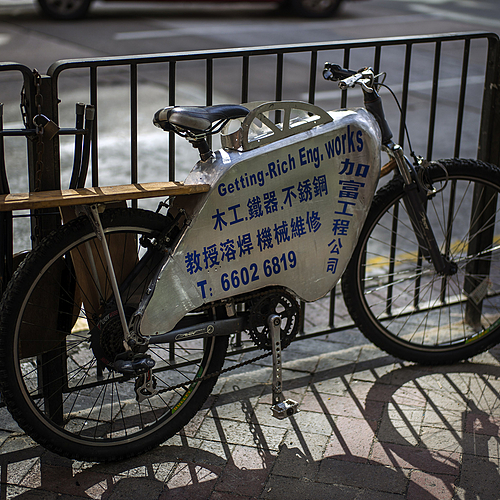 Getting-Rich Eng. works
木工.鐵器.不銹鋼
教授溶焊機械維修
T: 6602 6819
加富工程公司